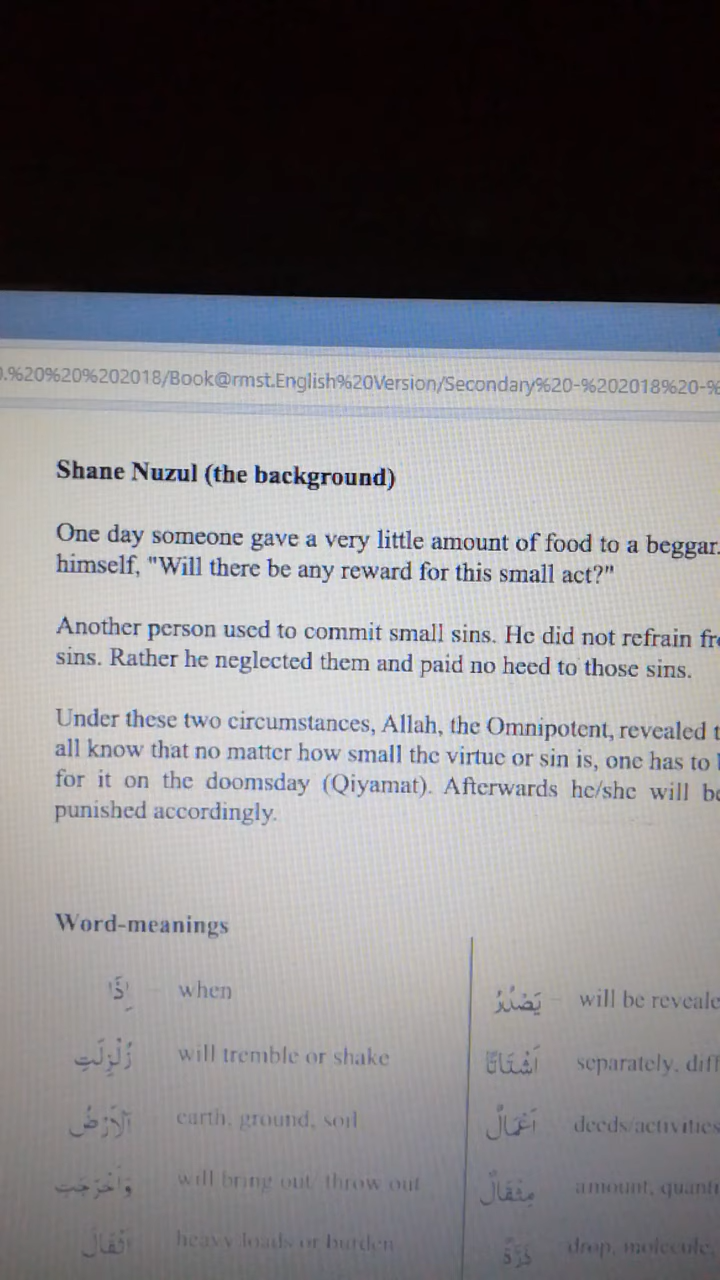 .%20%20%202018/Book@rmst.English%20Version/Secondary%20-%202018%20-%
Shane Nuzul (the background)
One day someone gave a very little amount of food to a beggar.
himself, "Will there be any reward for this small act?"
Another person used to commit small sins. He did not refrain fr
sins. Rather he neglected them and paid no heed to those sins.
Under these two circumstances, Allah, the Omnipotent, revealed t
all know that no matter how small the virtue or sin is, one has to
for it on the doomsday (Qiyamat). Afterwards he/she will be
punished accordingly.
Word-meanings
إِذَا – when
يَصْدُرُ – will be reveale
زُلْزِلَتِ will tremble or shake
أَشْتَاتًا separately, diff
الْأَرْضُ earth, ground, soil
أَعْمَالٌ deeds/activities
وَأَخْرَجَتِ will bring out/ throw out
مِثْقَالٌ amount, quanti
أَثْقَالٌ heavy loads or burden
ذَرَّةٌ drop, molecule,